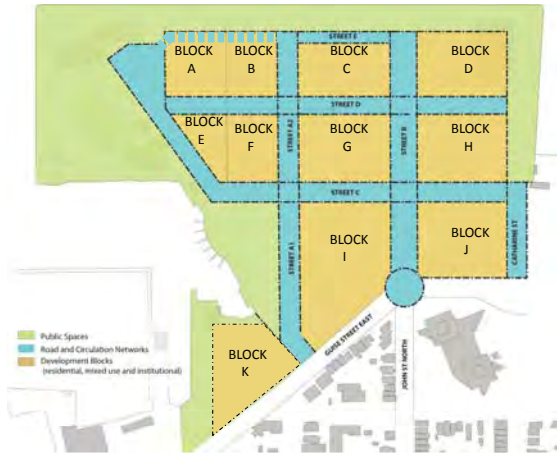 BLOCK
A
BLOCK
B
STREET E
BLOCK
C
BLOCK
D
STREET D
BLOCK
E
BLOCK
F
STREET A2
BLOCK
G
STREET B
BLOCK
H
STREET C
STREET A1
BLOCK
I
BLOCK
J
CATHARINE ST
BLOCK
K
GUISE STREET EAST
JOHN ST NORTH
Public Spaces
Road and Circulation Networks
Development Blocks
(residential, mixed use and institutional)